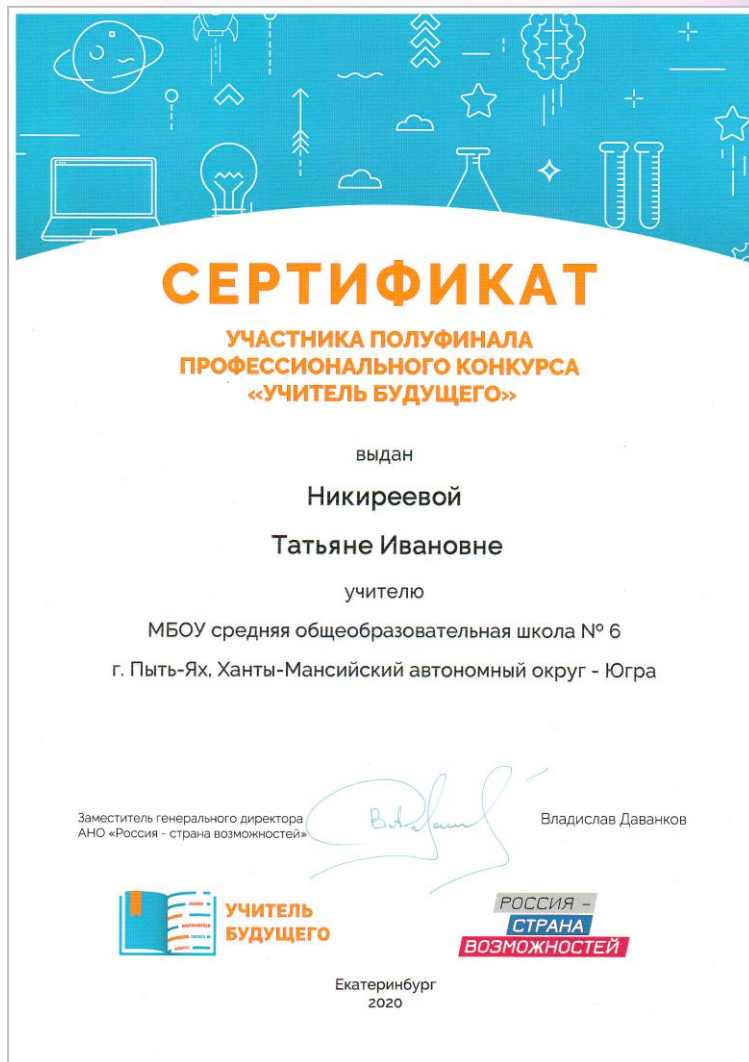 СЕРТИФИКАТ
УЧАСТНИКА ПОЛУФИНАЛА
ПРОФЕССИОНАЛЬНОГО КОНКУРСА
«УЧИТЕЛЬ БУДУЩЕГО»
выдан
Никиреевой
Татьяне Ивановне
учителю
МБОУ средняя общеобразовательная школа № 6
г. Пыть-Ях, Ханты-Мансийский автономный округ - Югра
Заместитель генерального директора
АНО «Россия - страна возможностей»
Владислав Даванков
УЧИТЕЛЬ
БУДУЩЕГО
РОССИЯ -
СТРАНА
ВОЗМОЖНОСТЕЙ
Екатеринбург
2020